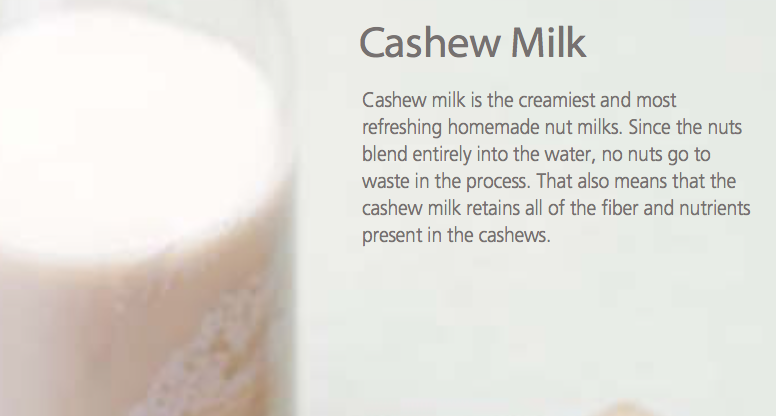 Cashew Milk
Cashew milk is the creamiest and most
refreshing homemade nut milks. Since the nuts
blend entirely into the water, no nuts go to
waste in the process. That also means that the
cashew milk retains all of the fiber and nutrients
present in the cashews.